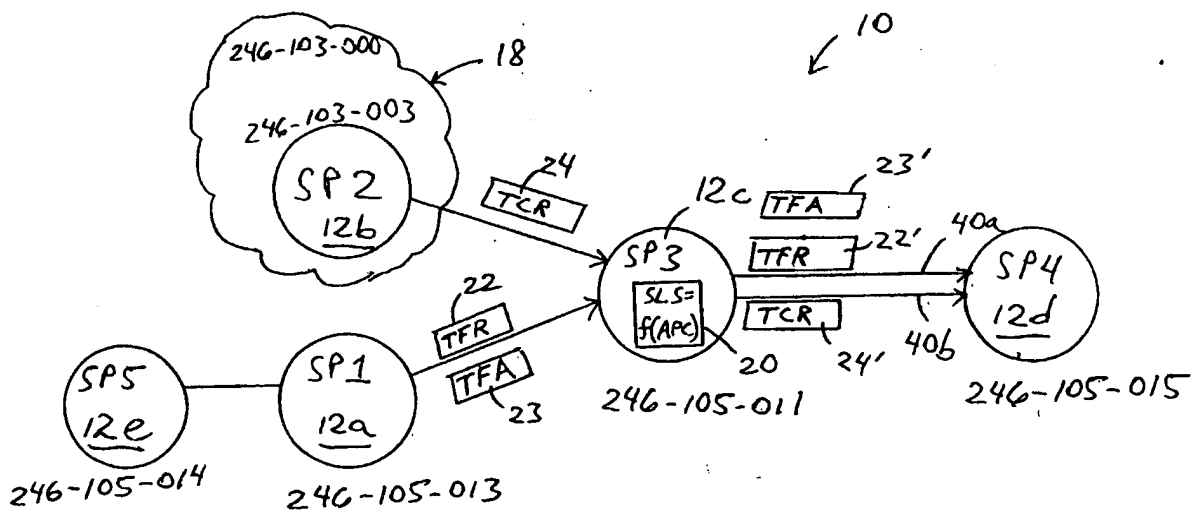 10
246-103-000
18
246-103-003
SP2
12b
24
TCR
12c
23'
TFA
SP3
TFR
22'
40a
SP4
12d
SLS=
f(APC)
TCR
24'
40b
20
246-105-011
246-105-015
22
TFR
TFA
23
SP5
12e
SP1
12a
246-105-014
246-105-013